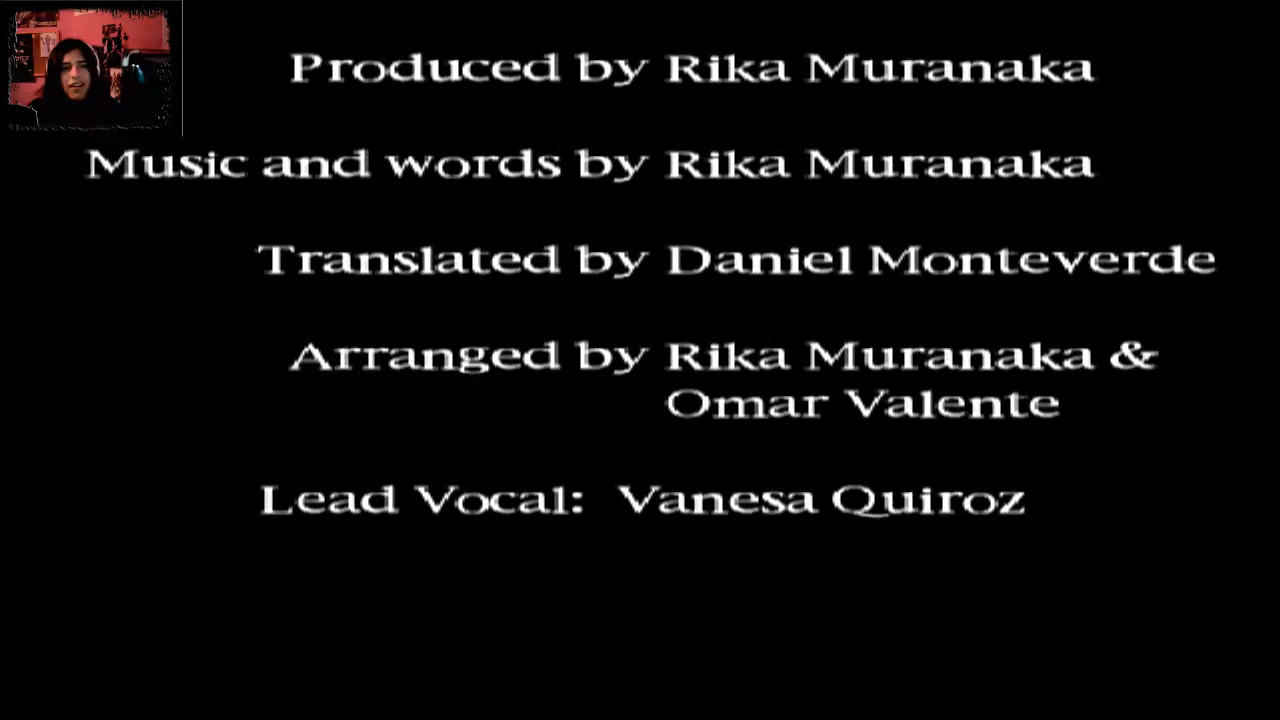 Produced by Rika Muranaka
Music and words by Rika Muranaka
Translated by Daniel Monteverde
Arranged by Rika Muranaka &
Omar Valente
Lead Vocal: Vanesa Quiroz